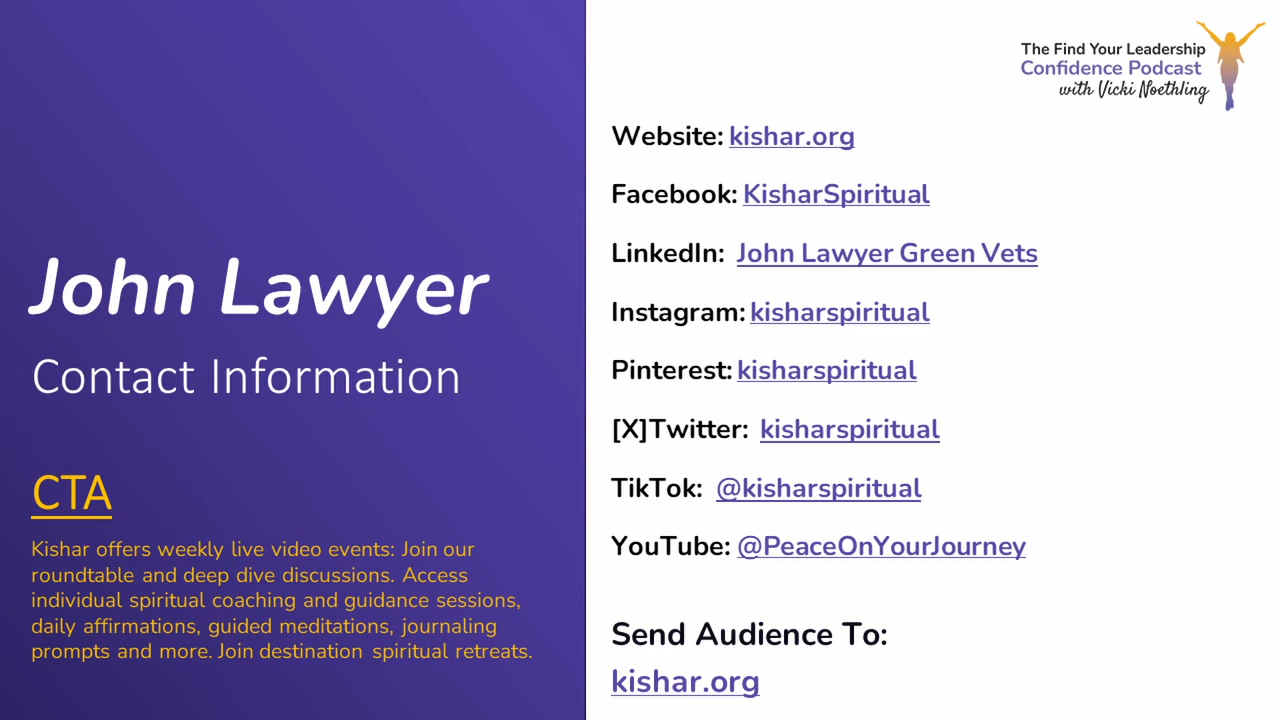 John Lawyer
Contact Information
CTA
Kishar offers weekly live video events: Join our
roundtable and deep dive discussions. Access
individual spiritual coaching and guidance sessions,
daily affirmations, guided meditations, journaling
prompts and more. Join destination spiritual retreats.
The Find Your Leadership
Confidence Podcast
with Vicki Noethling
Website: kishar.org
Facebook: KisharSpiritual
LinkedIn: John Lawyer Green Vets
Instagram: kisharspiritual
Pinterest: kisharspiritual
[X]Twitter: kisharspiritual
TikTok: @kisharspiritual
YouTube: @PeaceOnYourJourney
Send Audience To:
kishar.org